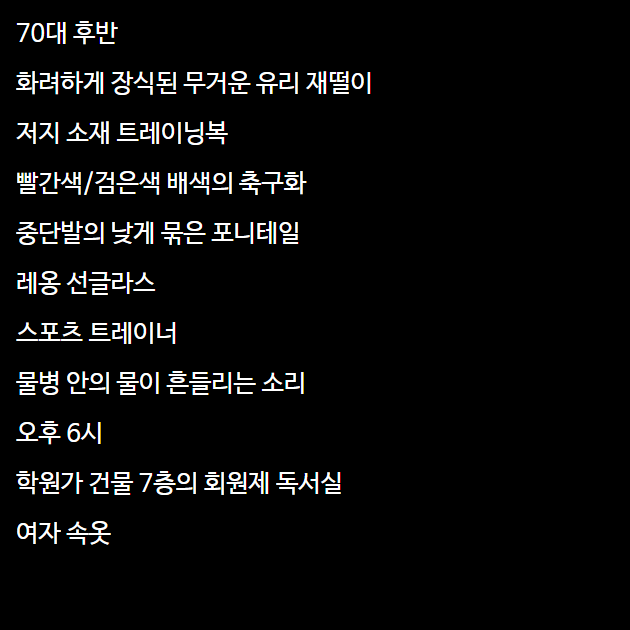 70대 후반
화려하게 장식된 무거운 유리 재떨이
저지 소재 트레이닝복
빨간색/검은색 배색의 축구화
중단발의 낮게 묶은 포니테일
레옹 선글라스
스포츠 트레이너
물병 안의 물이 흔들리는 소리
오후 6시
학원가 건물 7층의 회원제 독서실
여자 속옷